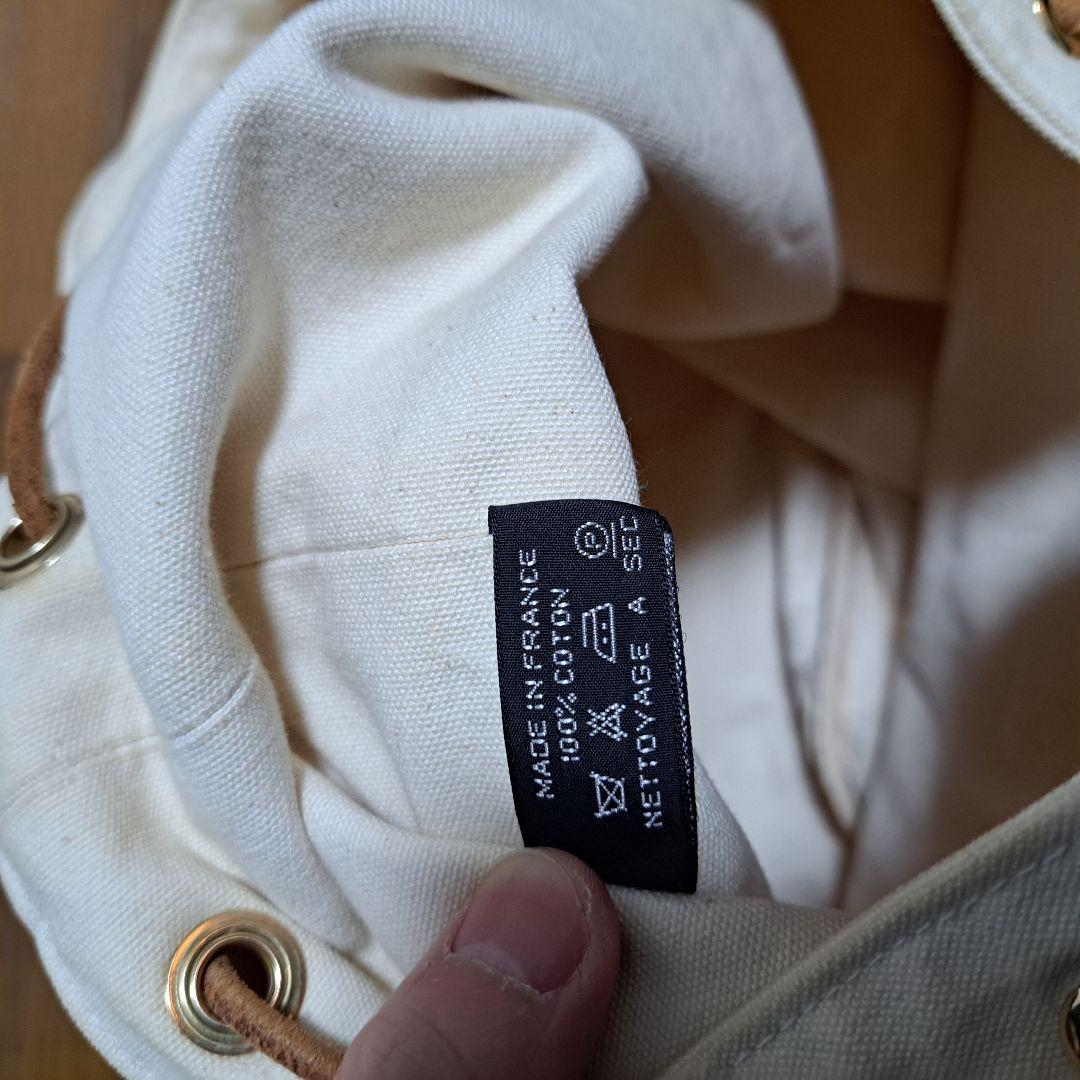 MADE IN FRANCE
100% COTON
P
NETTOYAGE A SEC